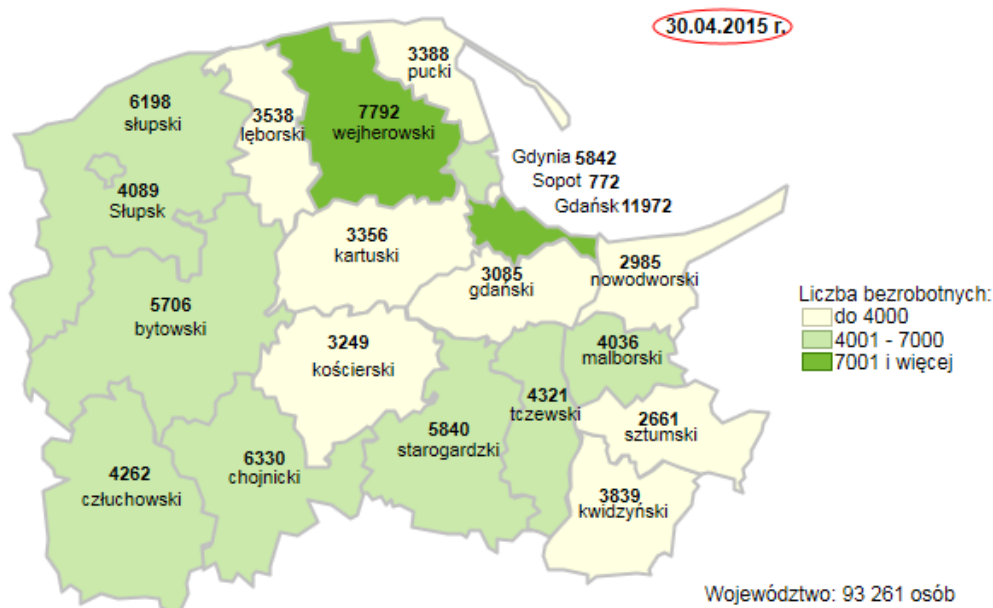 30.04.2015 r.
3388
pucki
6198
słupski
3538
lęborski
7792
wejherowski
Gdynia 5842
Sopot 772
Gdańsk 11972
4089
Słupsk
3356
kartuski
3085
gdański
2985
nowodworski
5706
bytowski
Liczba bezrobotnych:
do 4000
4001 - 7000
7001 i więcej
3249
kościerski
4036
malborski
4321
tczewski
2661
sztumski
5840
starogardzki
6330
chojnicki
4262
człuchowski
3839
kwidzyński
Województwo: 93 261 osób